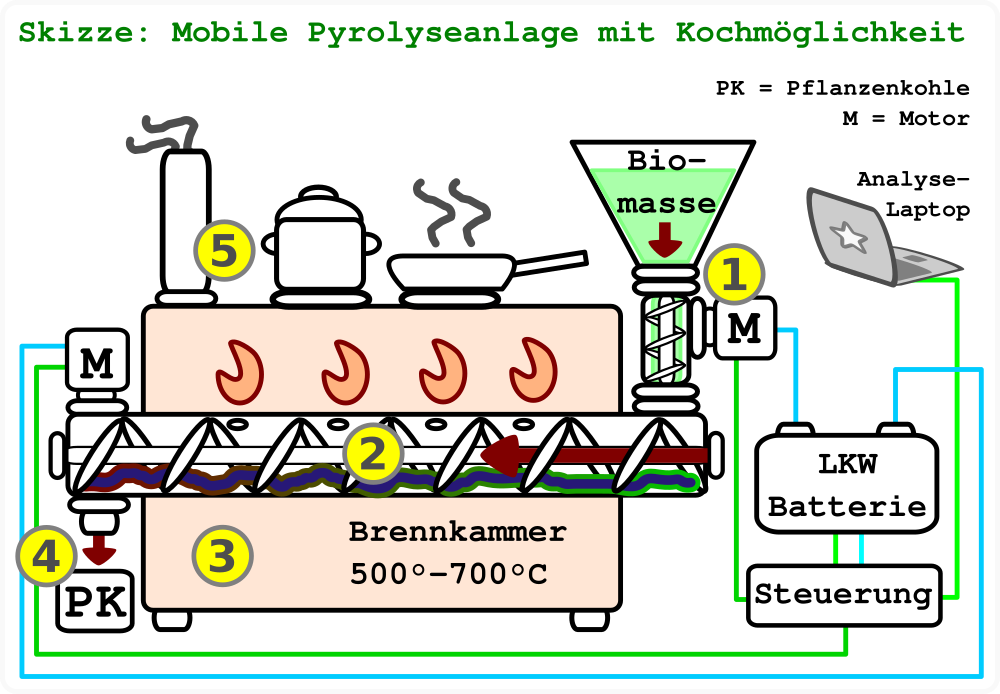 Skizze: Mobile Pyrolyseanlage mit Kochmöglichkeit
PK = Pflanzenkohle
M = Motor
Bio-
masse
Analyse-
Laptop
5
1
M
M
2
LKW
Batterie
Brennkammer
500°-700°C
3
4
PK
Steuerung